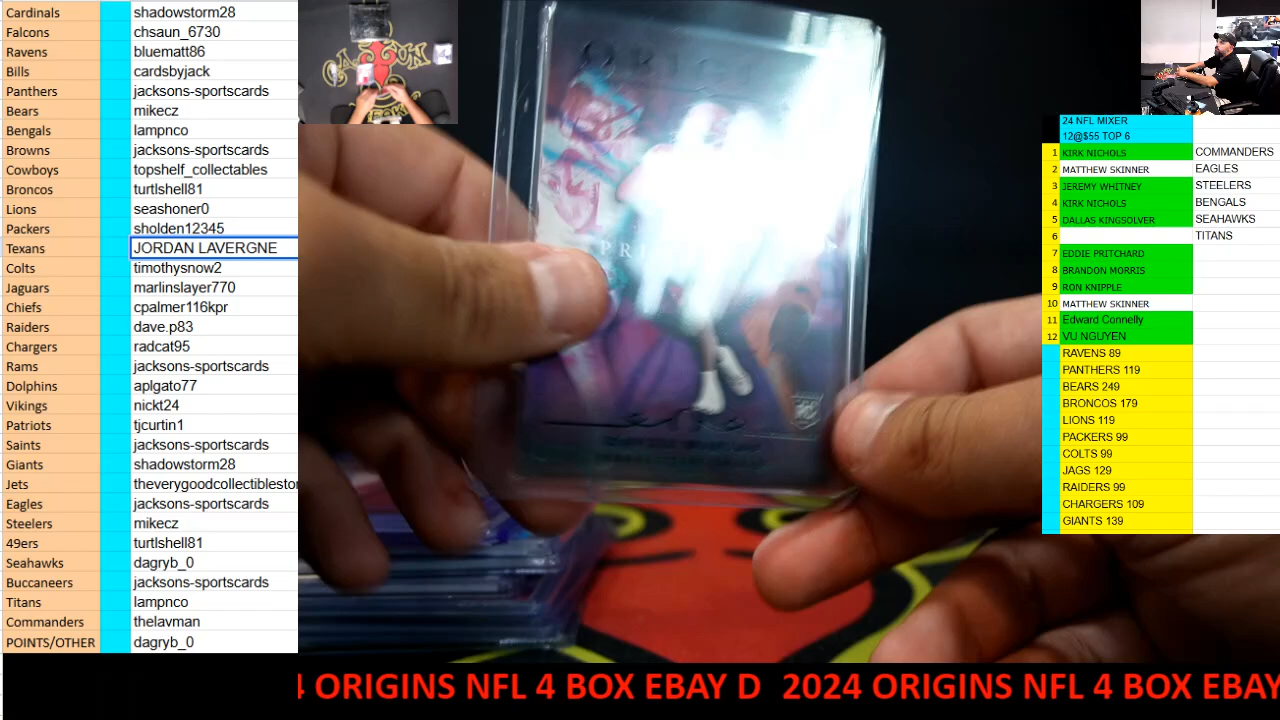 Cardinals shadowstorm28
Falcons chsaun_6730
Ravens bluematt86
Bills cardsbyjack
Panthers jacksons-sportscards
Bears mikecz
Bengals lampnco
Browns jacksons-sportscards
Cowboys topshelf_collectables
Broncos turtlshell81
Lions seashoner0
Packers sholden12345
Texans JORDAN LAVERGNE
Colts timothysnow2
Jaguars marlinslayer770
Chiefs cpalmer116kpr
Raiders dave.p83
Chargers radcat95
Rams jacksons-sportscards
Dolphins aplgato77
Vikings nickt24
Patriots tjcurtin1
Saints jacksons-sportscards
Giants shadowstorm28
Jets theverygoodcollectiblestor
Eagles jacksons-sportscards
Steelers mikecz
49ers turtlshell81
Seahawks dagryb_0
Buccaneers jacksons-sportscards
Titans lampnco
Commanders thelavman
POINTS/OTHER dagryb_0
24 NFL MIXER
12@$55 TOP 6
1 KIRK NICHOLS COMMANDERS
2 MATTHEW SKINNER EAGLES
3 JEREMY WHITNEY STEELERS
4 KIRK NICHOLS BENGALS
5 DALLAS KINGSOLVER SEAHAWKS
6 TITANS
7 EDDIE PRITCHARD
8 BRANDON MORRIS
9 RON KNIPPLE
10 MATTHEW SKINNER
11 Edward Connelly
12 VU NGUYEN
RAVENS 89
PANTHERS 119
BEARS 249
BRONCOS 179
LIONS 119
PACKERS 99
COLTS 99
JAGS 129
RAIDERS 99
CHARGERS 109
GIANTS 139
4 ORIGINS NFL 4 BOX EBAY D 2024 ORIGINS NFL 4 BOX EBAY